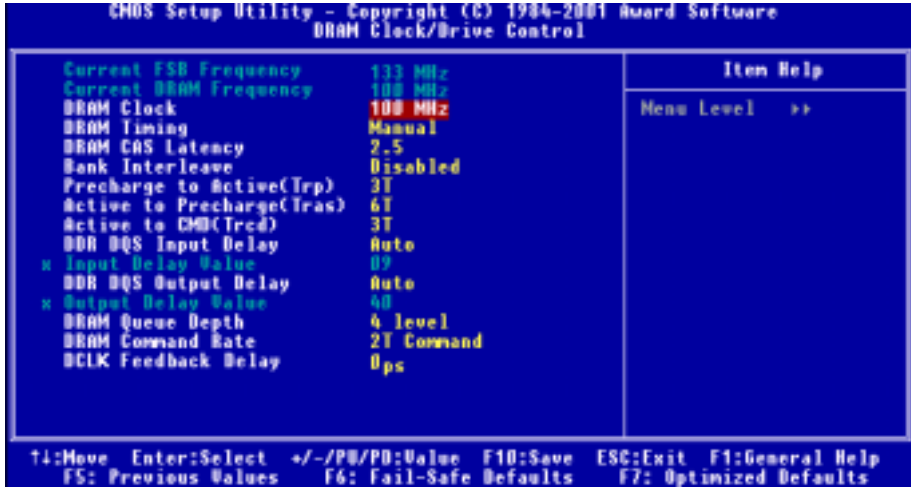 CMOS Setup Utility - Copyright (C) 1984-2001 Award Software
DRAM Clock/Drive Control
Current FSB Frequency 133 MHz
Current DRAM Frequency 100 MHz
DRAM Clock 100 MHz
DRAM Timing Manual
DRAM CAS Latency 2.5
Bank Interleave Disabled
Precharge to Active(Trp) 3T
Active to Precharge(Tras) 6T
Active to CMD(Trcd) 3T
DDR DQS Input Delay Auto
x Input Delay Value 09
DDR DQS Output Delay Auto
x Output Delay Value 40
DRAM Queue Depth 4 level
DRAM Command Rate 2T Command
DCLK Feedback Delay 0ps
Item Help
Menu Level ▸▸
↑↓:Move Enter:Select +/-/PU/PD:Value F10:Save ESC:Exit F1:General Help
F5: Previous Values F6: Fail-Safe Defaults F7: Optimized Defaults